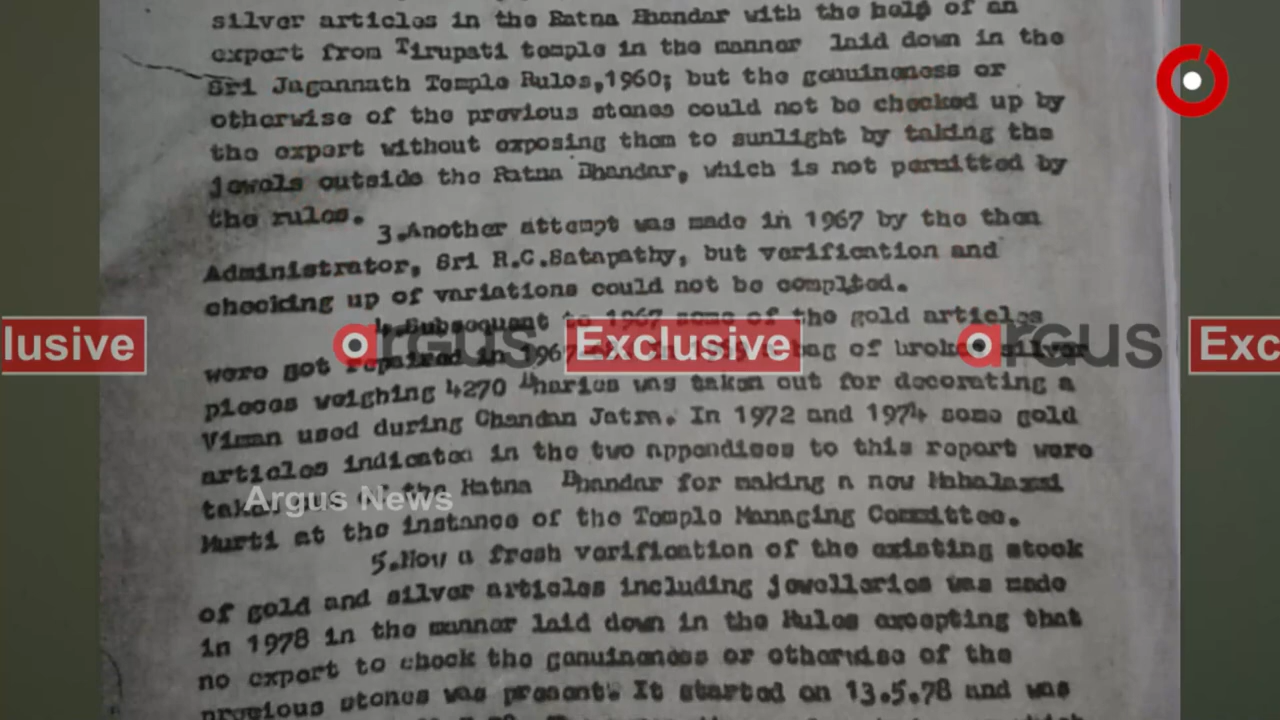 silver articles in the Ratna Bhandar with the help of an
expert from Tirupati temple in the manner laid down in the
Sri Jagannath Temple Rules,1960; but the genuineness or
otherwise of the previous stones could not be checked up by
the expert without exposing them to sunlight by taking the
jewels outside the Ratna Bhandar, which is not permitted by
the rules.
3.Another attempt was made in 1967 by the then
Administrator, Sri R.C.Satapathy, but verification and
checking up of variations could not be complted.
4.Subsequent to 1967 some of the gold articles
were got repaired in 1967 bag of broken silver
pieces weighing 4270 Bharies was taken out for decorating a
Viman used during Chandan Jatra. In 1972 and 1974 some gold
articles indicated in the two appendices to this report were
taken out of the Ratna Bhandar for making a new Mahalaxmi
Murti at the instance of the Temple Managing Committee.
5.Now a fresh verification of the existing stock
of gold and silver articles including jewellaries was made
in 1978 in the manner laid down in the Rules excepting that
no expert to check the genuineness or otherwise of the
precious stones was present. It started on 13.5.78 and was
lusive
argus
Exclusive
argus
Exc
Argus News